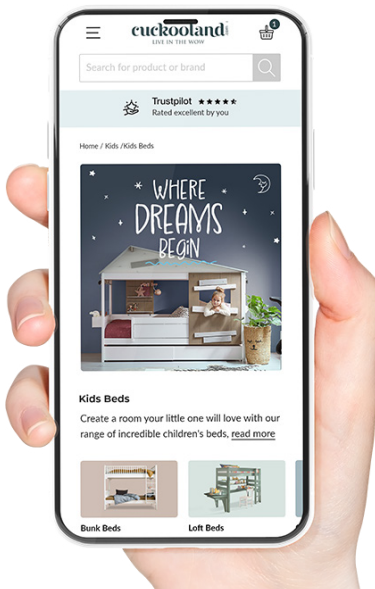 cuckooland
LIVE IN THE WOW
1
Search for product or brand
Trustpilot
Rated excellent by you
Home / Kids /Kids Beds
WHERE
DREAMS
BEGiN
Kids Beds
Create a room your little one will love with our
range of incredible children's beds, read more
Bunk Beds
Loft Beds